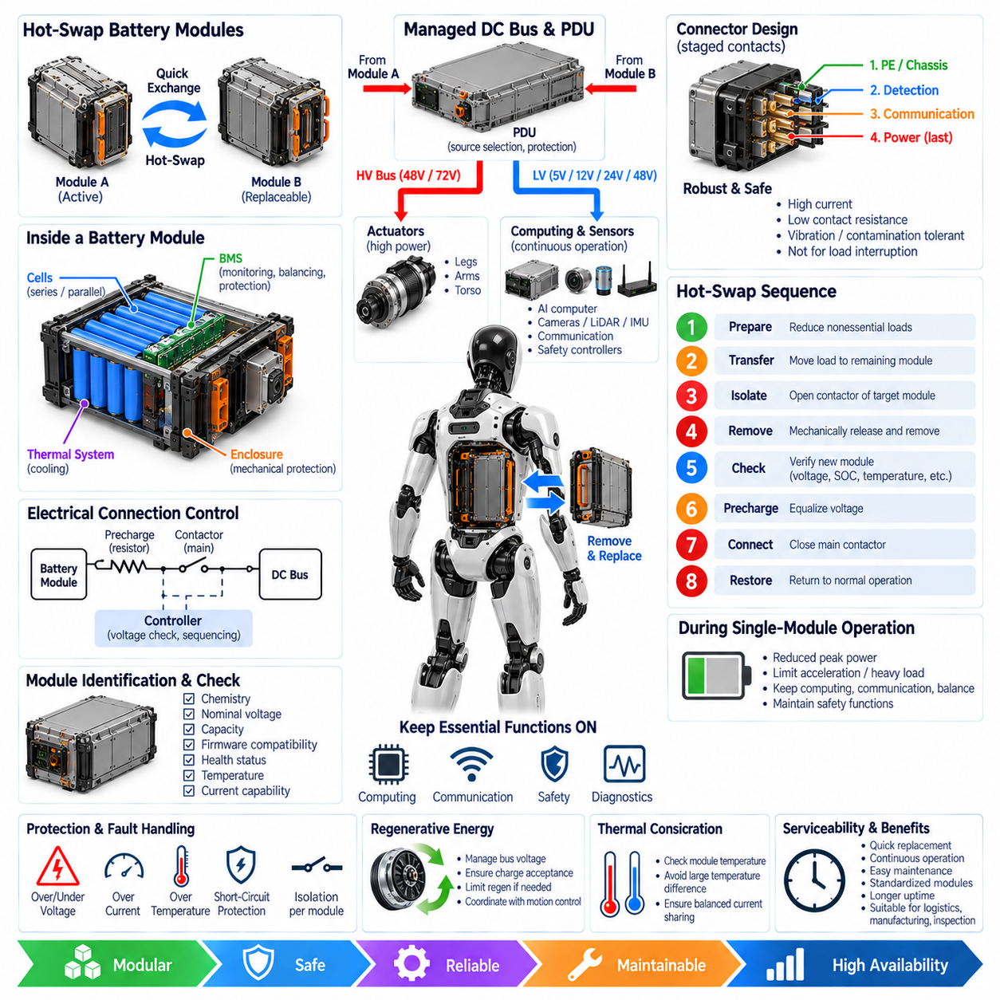 Hot-Swap Battery Modules
Quick
Exchange
Hot-Swap
Module A
(Active)
Module B
(Replaceable)
Managed DC Bus & PDU
From
Module A
From
Module B
PDU
(source selection, protection)
HV Bus (48V / 72V)
LV (5V / 12V / 24V / 48V)
Actuators
(high power)
• Legs
• Arms
• Torso
Computing & Sensors
(continuous operation)
• AI computer
• Cameras / LiDAR / IMU
• Communication
• Safety controllers
Connector Design
(staged contacts)
1. PE / Chassis
2. Detection
3. Communication
4. Power (last)
Robust & Safe
• High current
• Low contact resistance
• Vibration / contamination tolerant
• Not for load interruption
Inside a Battery Module
Cells
(series / parallel)
BMS
(monitoring, balancing,
protection)
Thermal System
(cooling)
Enclosure
(mechanical protection)
Remove
& Replace
Hot-Swap Sequence
1 Prepare Reduce nonessential loads
2 Transfer Move load to remaining module
3 Isolate Open contactor of target module
4 Remove Mechanically release and remove
5 Check Verify new module
(voltage, SOC, temperature, etc.)
6 Precharge Equalize voltage
7 Connect Close main contactor
8 Restore Return to normal operation
Electrical Connection Control
Precharge
(resistor)
Contactor
(main)
Battery
Module
DC Bus
Controller
(voltage check, sequencing)
During Single-Module Operation
• Reduced peak power
• Limit acceleration / heavy load
• Keep computing, communication, balance
• Maintain safety functions
Module Identification & Check
Chemistry
Nominal voltage
Capacity
Firmware compatibility
Health status
Temperature
Current capability
Keep Essential Functions ON
Computing
Communication
Safety
Diagnostics
Protection & Fault Handling
Over/Under
Voltage
Over
Current
Over
Temperature
Short-Circuit
Protection
Isolation
per module
Regenerative Energy
• Manage bus voltage
• Ensure charge acceptance
• Limit regen if needed
• Coordinate with motion control
Thermal Consicration
• Check module temperature
• Avoid large temperature
difference
• Ensure balanced current
sharing
Serviceability & Benefits
• Quick replacement
• Continuous operation
• Easy maintenance
• Standardized modules
• Longer uptime
• Suitable for logistics,
manufacturing, inspection
Modular
Safe
Reliable
Maintainable
High Availability